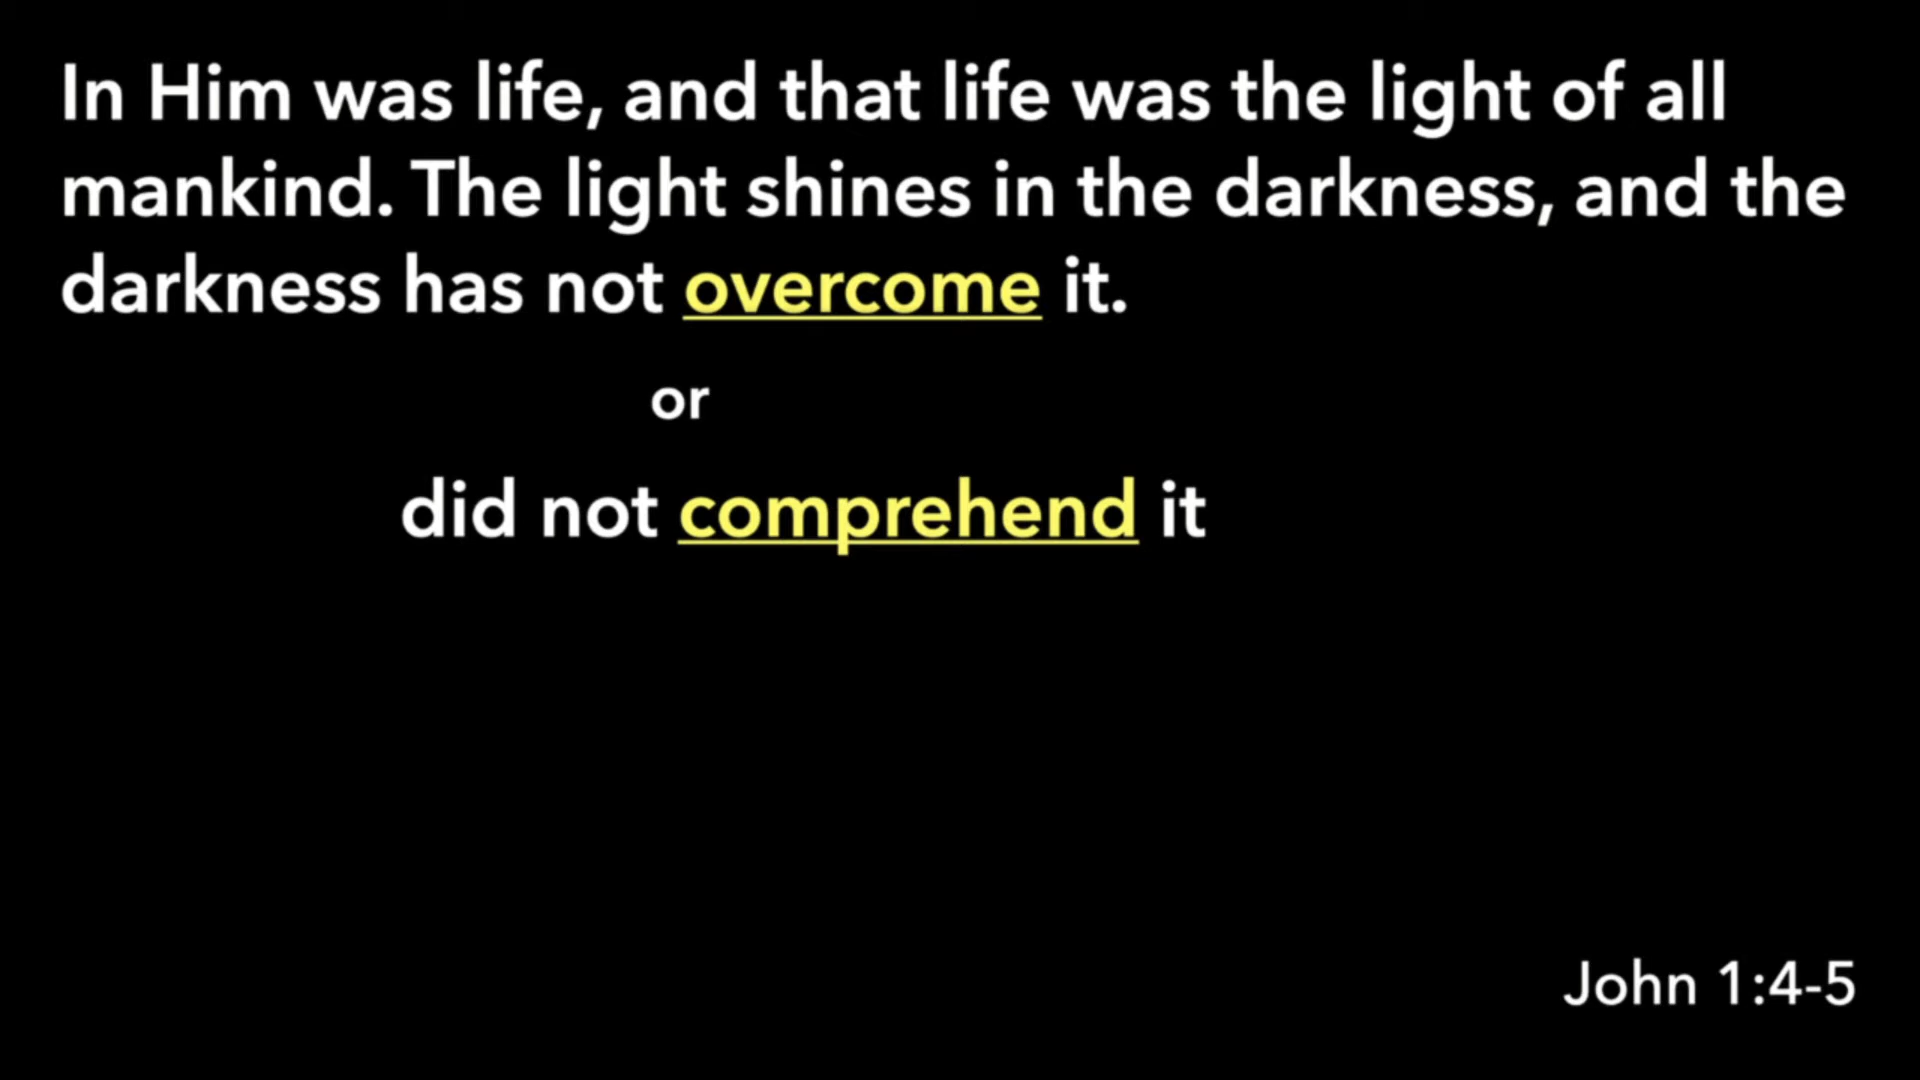 In Him was life, and that life was the light of all
mankind. The light shines in the darkness, and the
darkness has not overcome it.
or
did not comprehend it
John 1:4-5